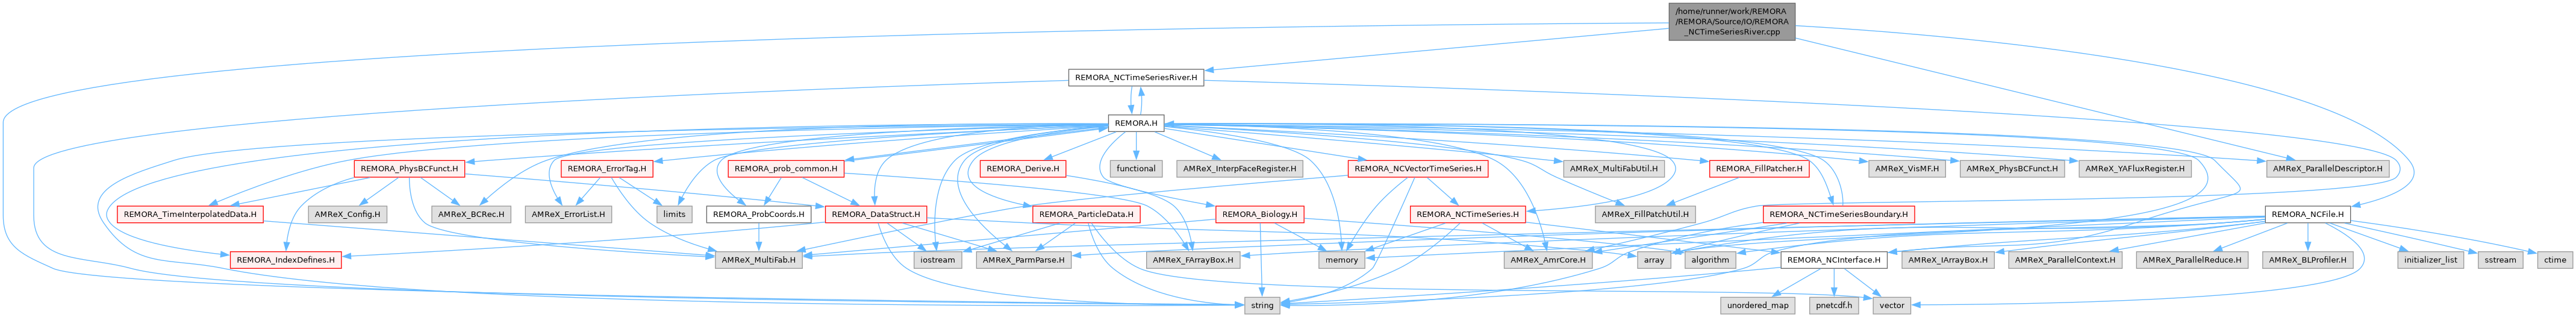 /home/runner/work/REMORA
/REMORA/Source/IO/REMORA
_NCTimeSeriesRiver.cpp
REMORA_NCTimeSeriesRiver.H
REMORA.H
REMORA_PhysBCFunct.H
REMORA_ErrorTag.H
REMORA_prob_common.H
REMORA_Derive.H
functional
AMReX_InterpFaceRegister.H
REMORA_NCVectorTimeSeries.H
AMReX_MultiFabUtil.H
REMORA_FillPatcher.H
AMReX_VisMF.H
AMReX_PhysBCFunct.H
AMReX_YAFluxRegister.H
AMReX_ParallelDescriptor.H
REMORA_TimeInterpolatedData.H
AMReX_Config.H
AMReX_BCRec.H
AMReX_ErrorList.H
limits
REMORA_ProbCoords.H
REMORA_DataStruct.H
REMORA_ParticleData.H
REMORA_Biology.H
REMORA_NCTimeSeries.H
AMReX_FillPatchUtil.H
REMORA_NCTimeSeriesBoundary.H
REMORA_NCFile.H
REMORA_IndexDefines.H
AMReX_MultiFab.H
iostream
AMReX_ParmParse.H
AMReX_FArrayBox.H
memory
AMReX_AmrCore.H
array
algorithm
REMORA_NCInterface.H
AMReX_IArrayBox.H
AMReX_ParallelContext.H
AMReX_ParallelReduce.H
AMReX_BLProfiler.H
initializer_list
sstream
ctime
string
unordered_map
pnetcdf.h
vector